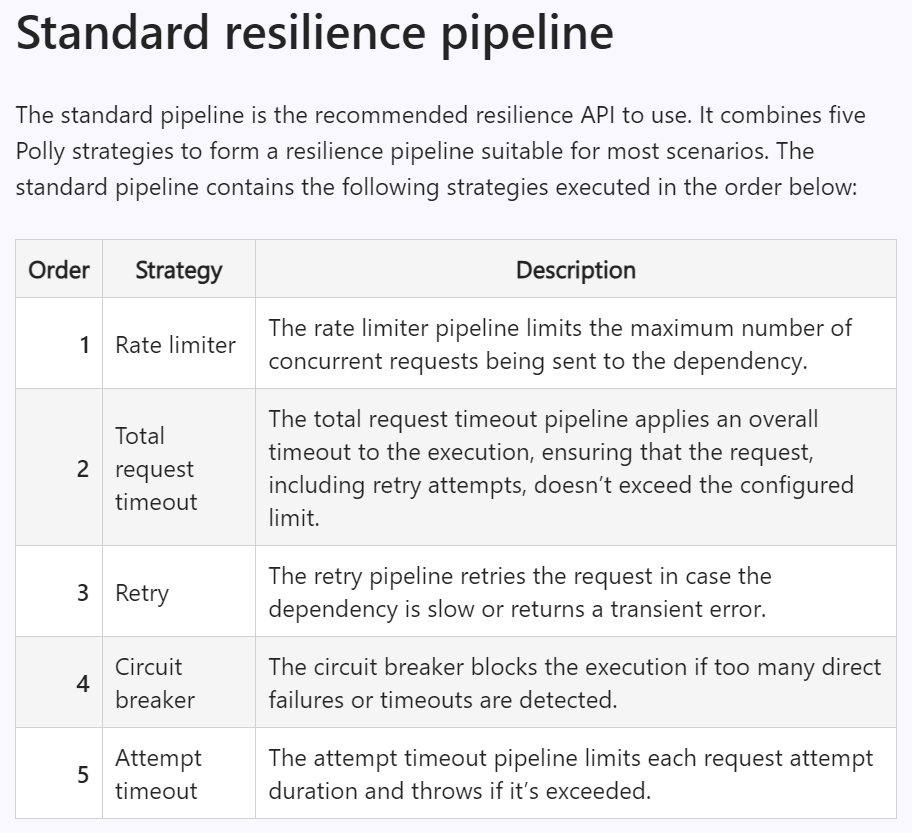 Standard resilience pipeline
The standard pipeline is the recommended resilience API to use. It combines five
Polly strategies to form a resilience pipeline suitable for most scenarios. The
standard pipeline contains the following strategies executed in the order below:
Order Strategy Description
1 Rate limiter The rate limiter pipeline limits the maximum number of
concurrent requests being sent to the dependency.
2 Total request timeout The total request timeout pipeline applies an overall
timeout to the execution, ensuring that the request,
including retry attempts, doesn’t exceed the configured
limit.
3 Retry The retry pipeline retries the request in case the
dependency is slow or returns a transient error.
4 Circuit breaker The circuit breaker blocks the execution if too many direct
failures or timeouts are detected.
5 Attempt timeout The attempt timeout pipeline limits each request attempt
duration and throws if it’s exceeded.